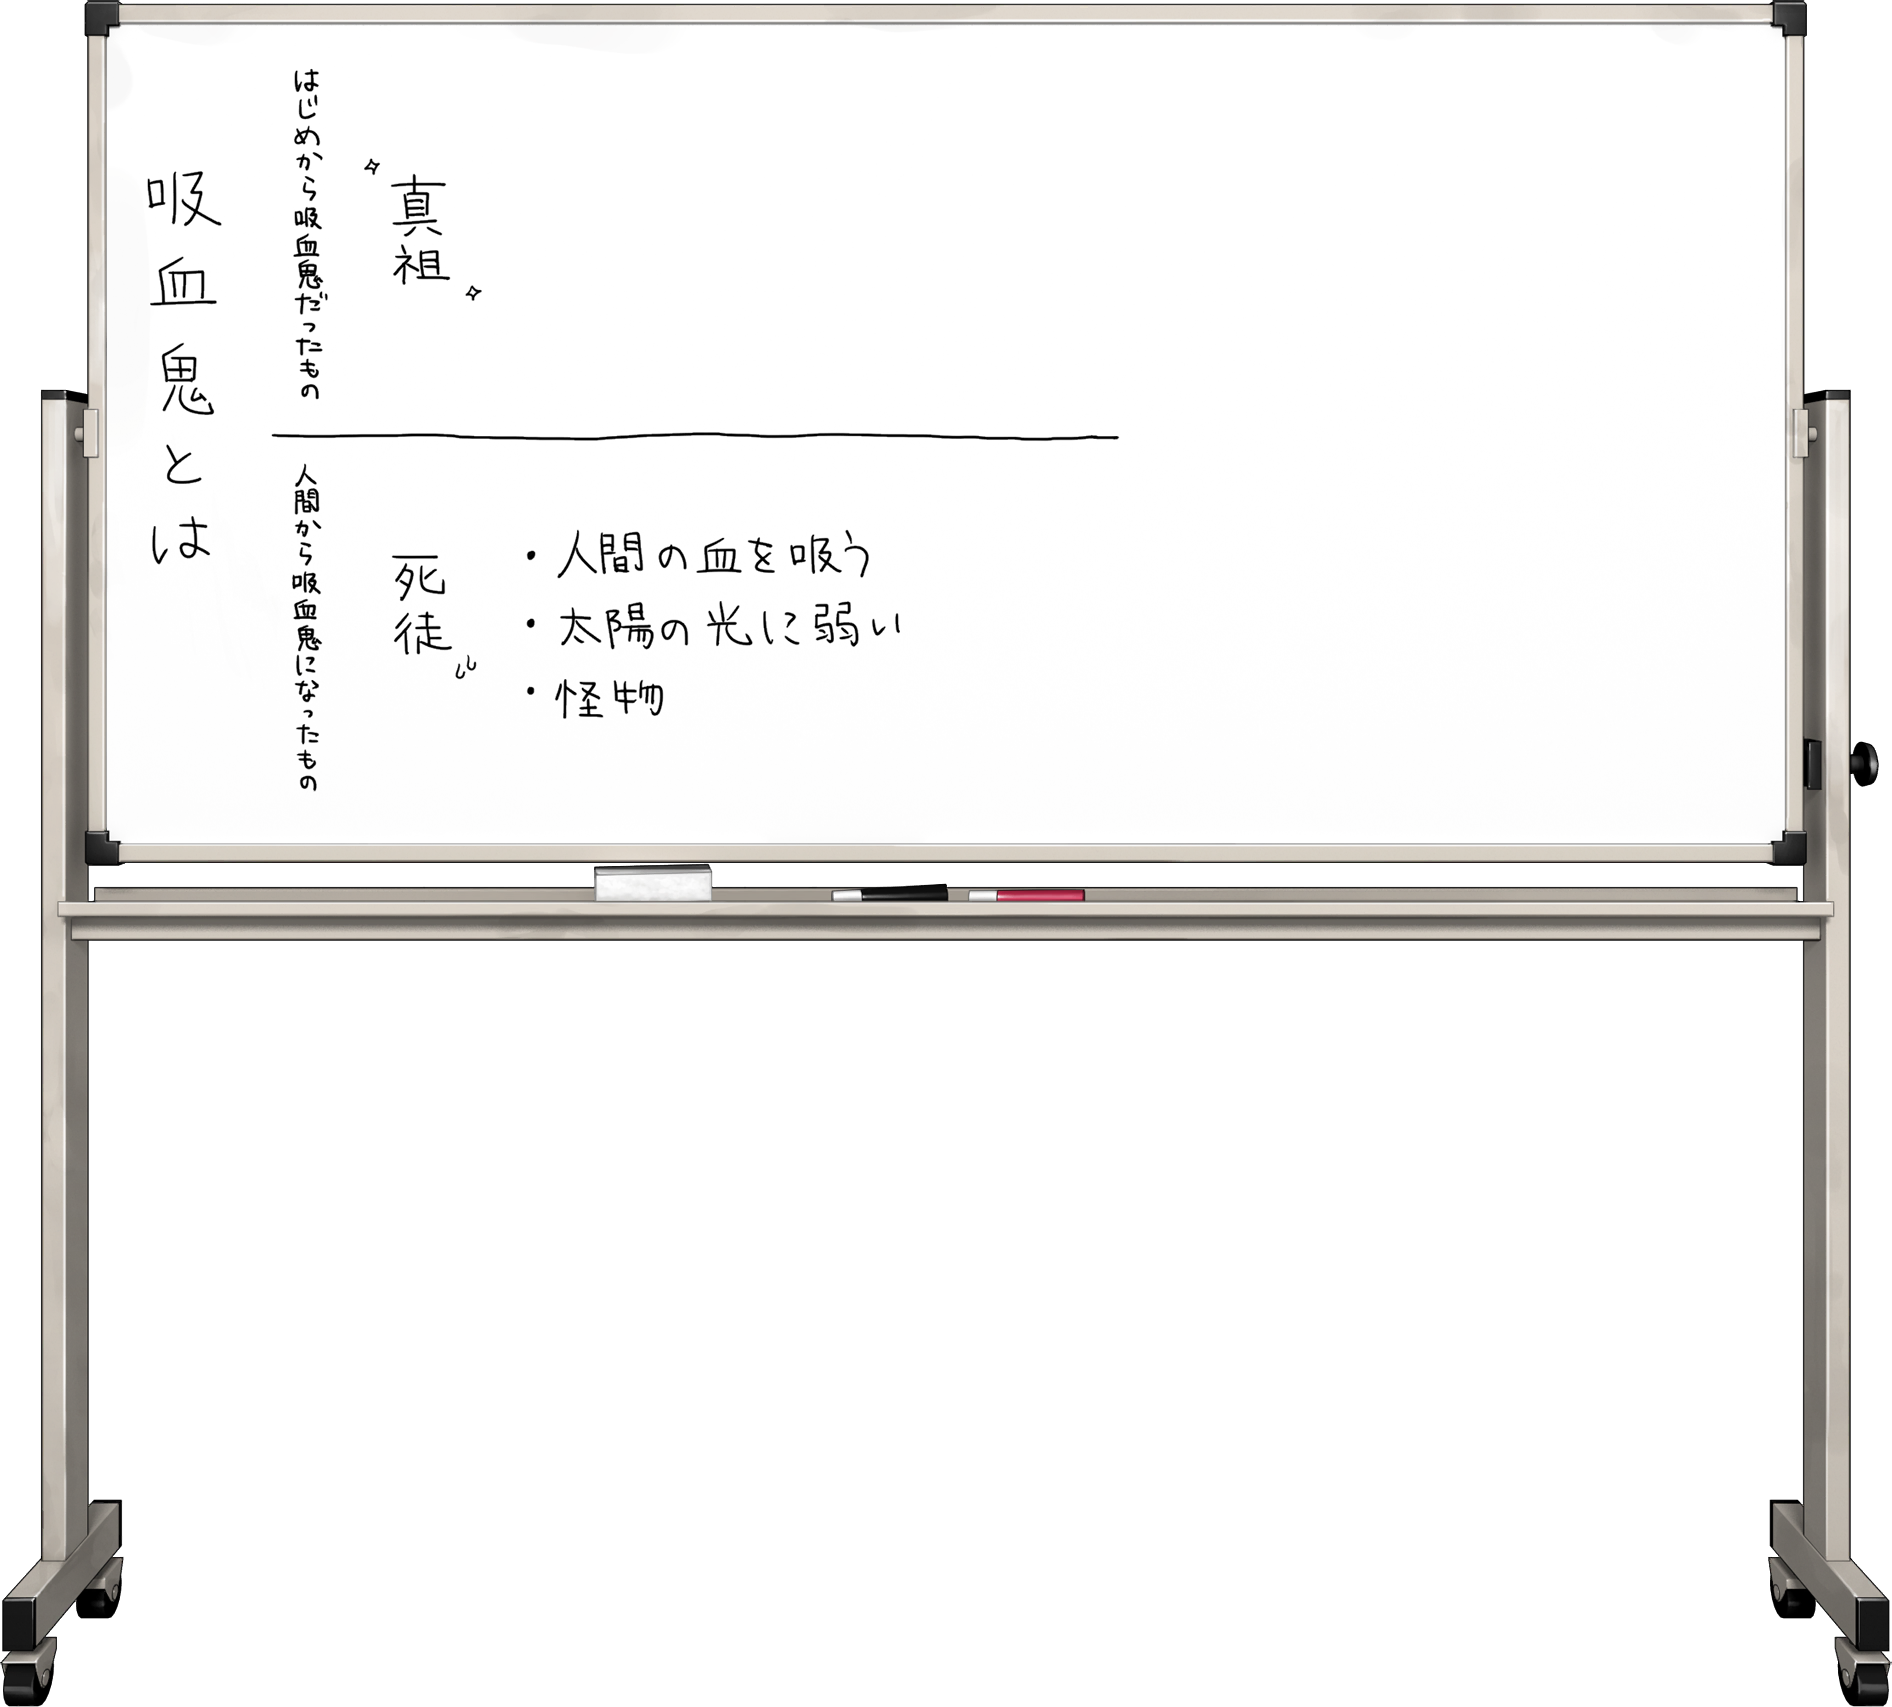 吸血鬼とは
はじめから吸血鬼だったもの
真祖
人間から吸血鬼になったもの
死徒
・人間の血を吸う
・太陽の光に弱い
・怪物